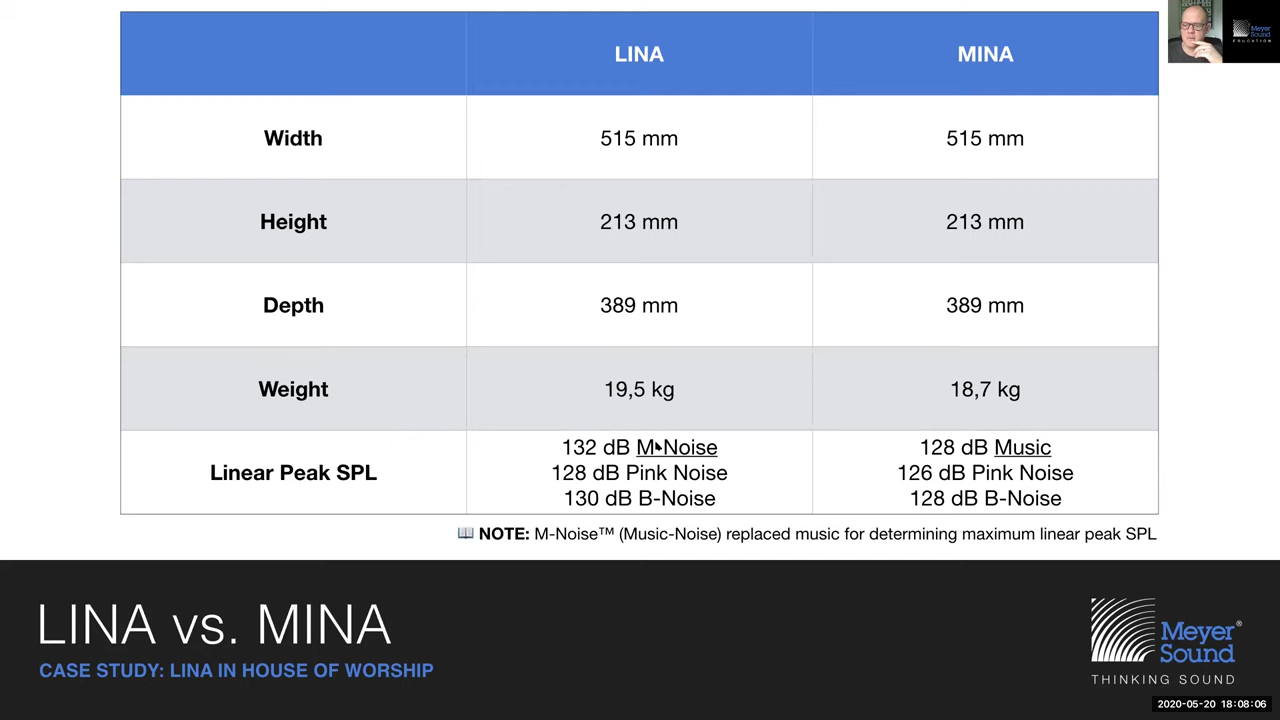 LINA MINA
Width 515 mm 515 mm
Height 213 mm 213 mm
Depth 389 mm 389 mm
Weight 19,5 kg 18,7 kg
Linear Peak SPL
132 dB M-Noise
128 dB Pink Noise
130 dB B-Noise
128 dB Music
126 dB Pink Noise
128 dB B-Noise
NOTE: M-Noise™ (Music-Noise) replaced music for determining maximum linear peak SPL
LINA vs. MINA
CASE STUDY: LINA IN HOUSE OF WORSHIP
Meyer
Sound®
THINKING SOUND
2020-05-20 18:08:06
Meyer
Sound
EDUCATION